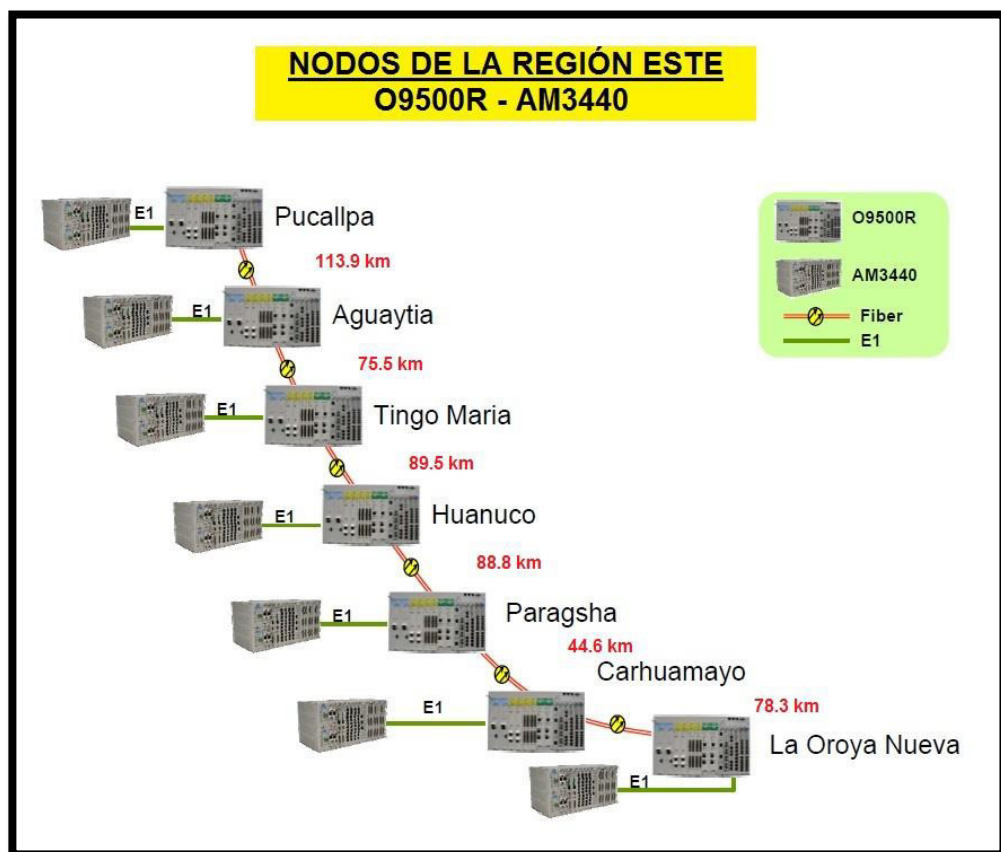 NODOS DE LA REGIÓN ESTE
O9500R - AM3440
E1
Pucallpa
O9500R
113.9 km
AM3440
E1
Aguaytia
Fiber
E1
75.5 km
E1
Tingo Maria
89.5 km
E1
Huanuco
88.8 km
E1
Paragsha
44.6 km
Carhuamayo
E1
78.3 km
La Oroya Nueva
E1